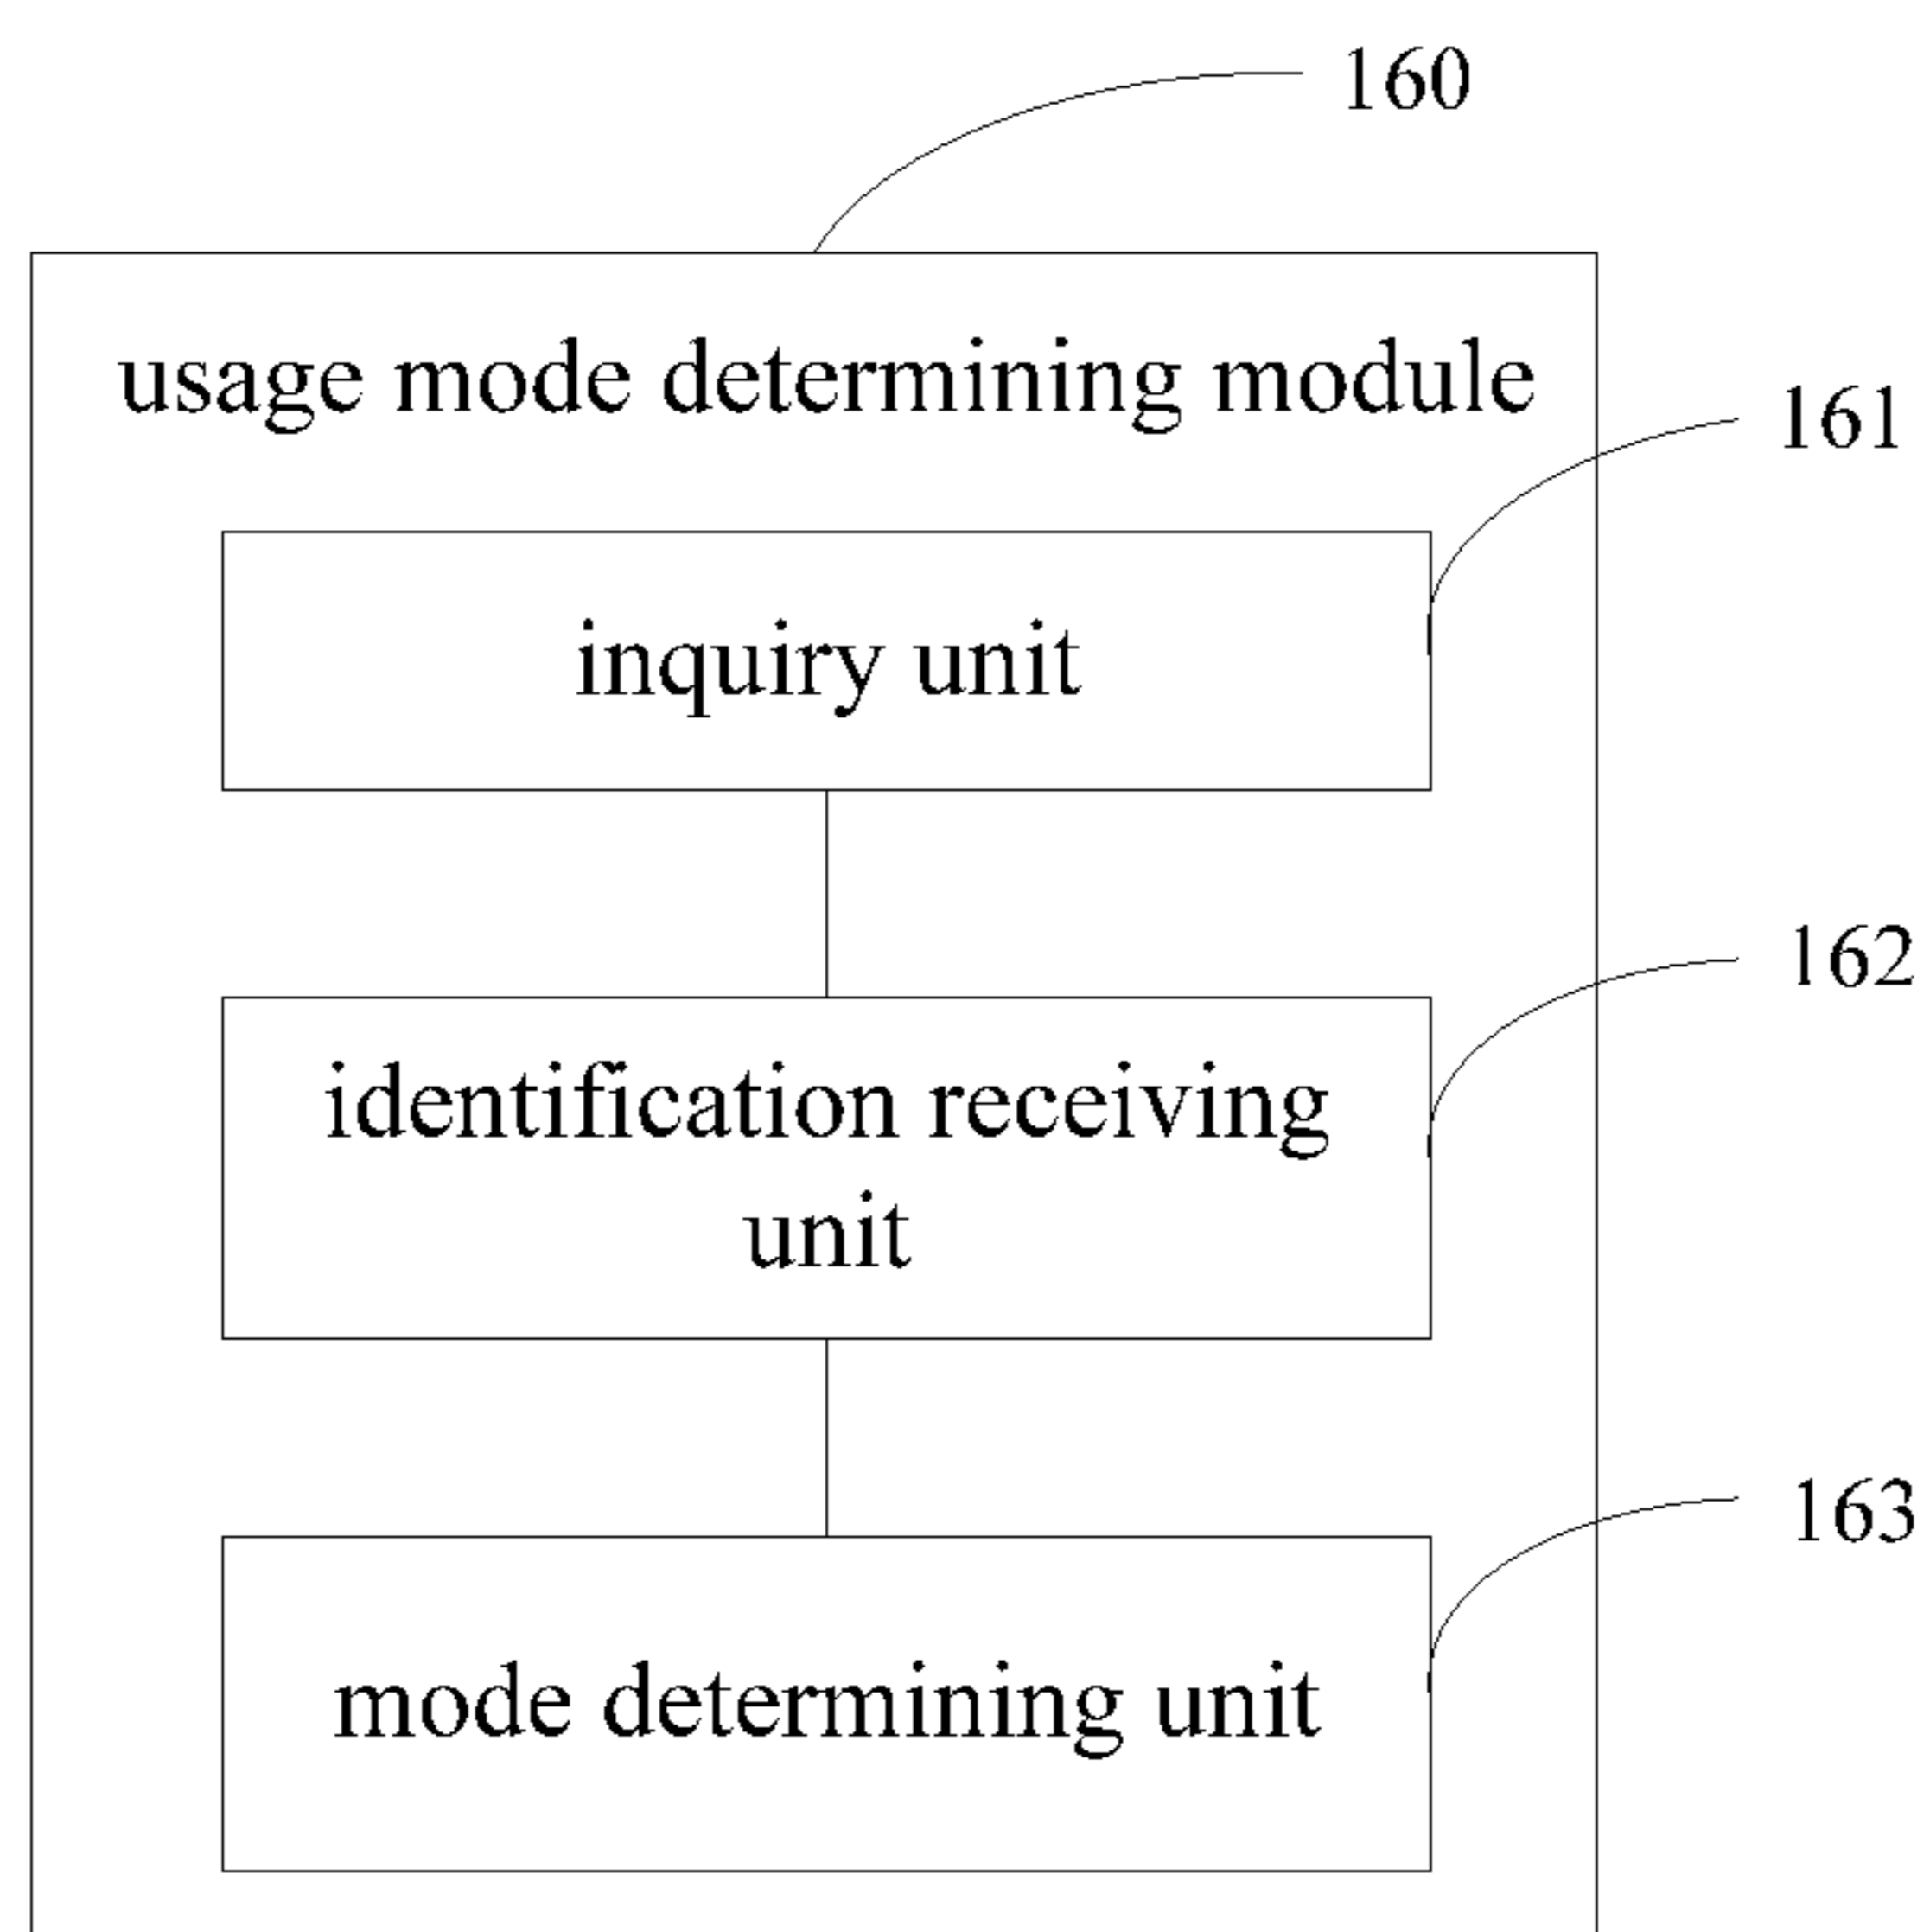 160
usage mode determining module
161
inquiry unit
162
identification receiving
unit
163
mode determining unit